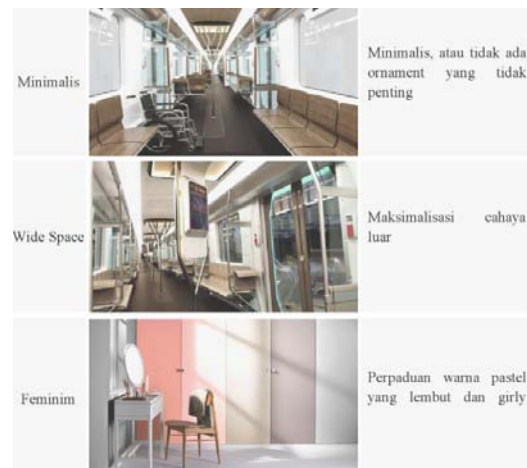 Minimalis
Minimalis, atau tidak ada
ornament yang tidak
penting
Wide Space
Maksimalisasi cahaya
luar
Feminim
Perpaduan warna pastel
yang lembut dan girly